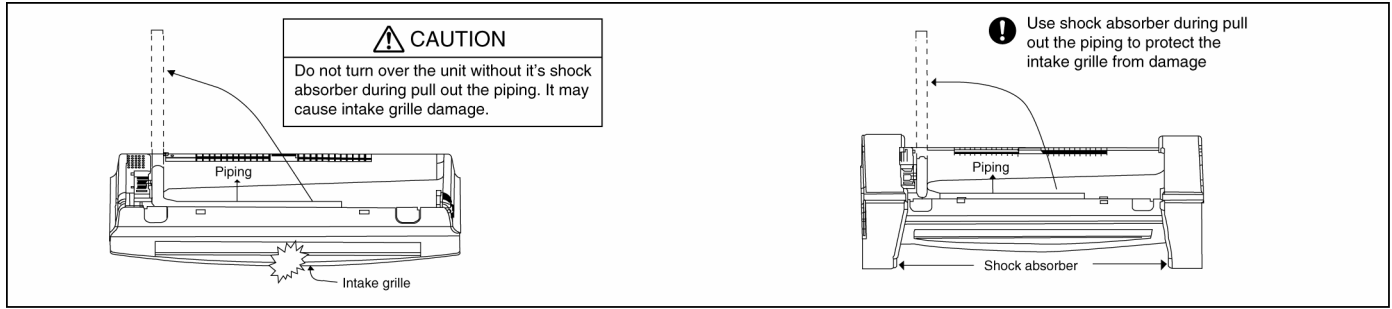 CAUTION
Do not turn over the unit without it's shock
absorber during pull out the piping. It may
cause intake grille damage.
Piping
Intake grille
Use shock absorber during pull
out the piping to protect the
intake grille from damage
Piping
Shock absorber